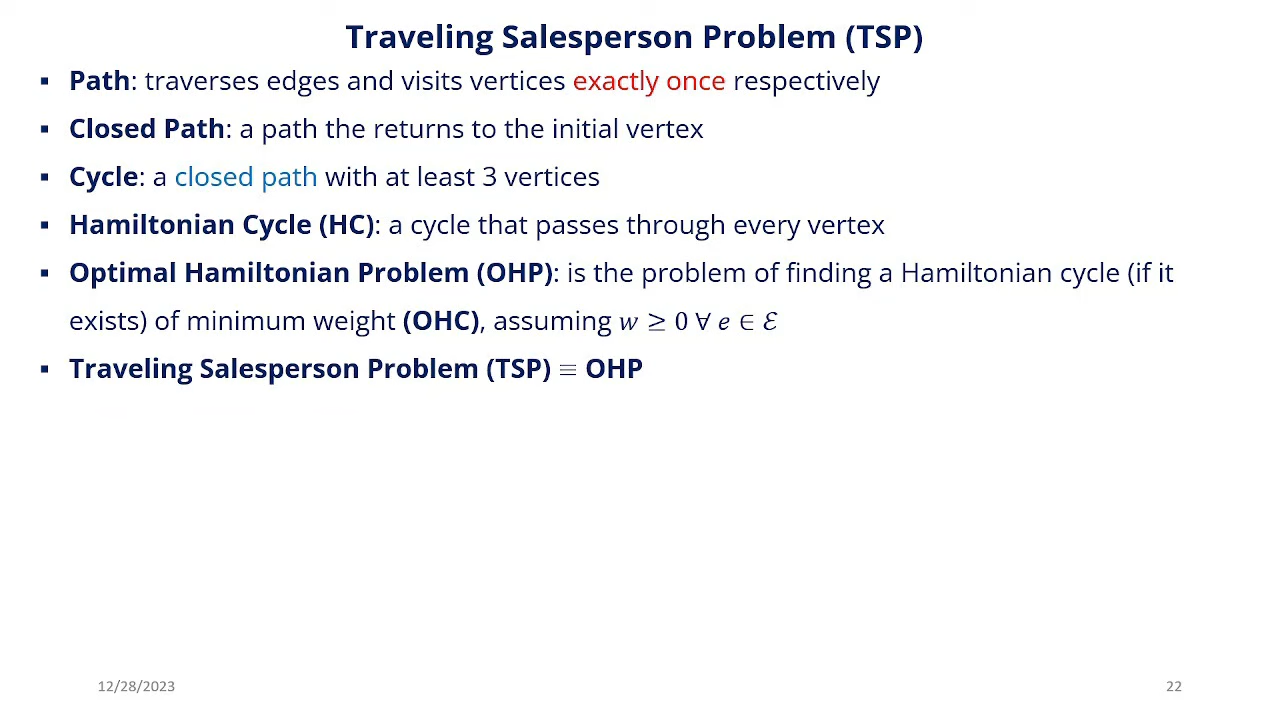 Traveling Salesperson Problem (TSP)
▪ Path: traverses edges and visits vertices exactly once respectively
▪ Closed Path: a path the returns to the initial vertex
▪ Cycle: a closed path with at least 3 vertices
▪ Hamiltonian Cycle (HC): a cycle that passes through every vertex
▪ Optimal Hamiltonian Problem (OHP): is the problem of finding a Hamiltonian cycle (if it
exists) of minimum weight (OHC), assuming w ≥ 0 ∀ e ∈ ℰ
▪ Traveling Salesperson Problem (TSP) ≡ OHP
12/28/2023
22